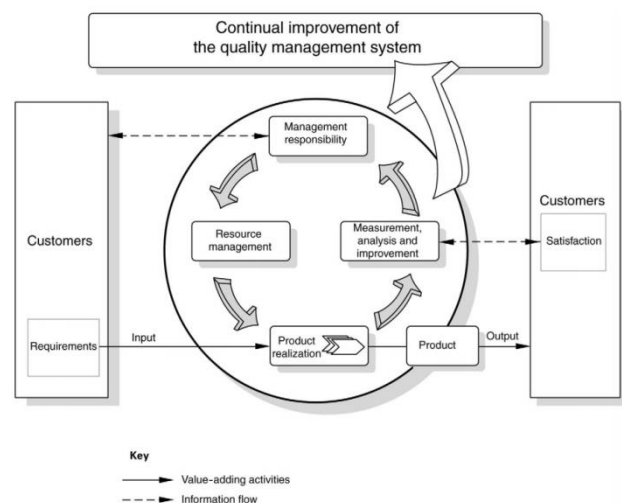 Continual improvement of
the quality management system
Management
responsibility
Customers
Resource
management
Measurement,
analysis and
improvement
Customers
Satisfaction
Requirements
Input
Product
realization
Product
Output
Key
Value-adding activities
Information flow